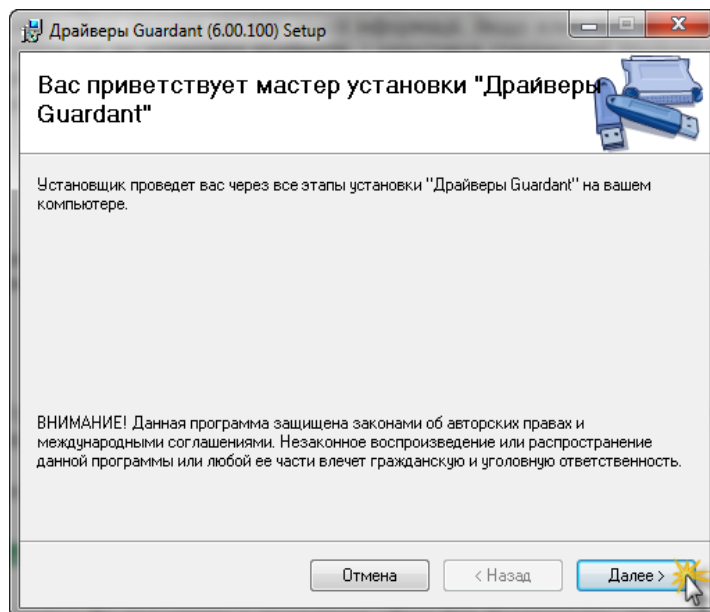 Драйверы Guardant (6.00.100) Setup
Вас приветствует мастер установки "Драйверы
Guardant"
Установщик проведет вас через все этапы установки "Драйверы Guardant" на вашем
компьютере.
ВНИМАНИЕ! Данная программа защищена законами об авторских правах и
международными соглашениями. Незаконное воспроизведение или распространение
данной программы или любой ее части влечет гражданскую и уголовную ответственность.
Отмена
< Назад
Далее >